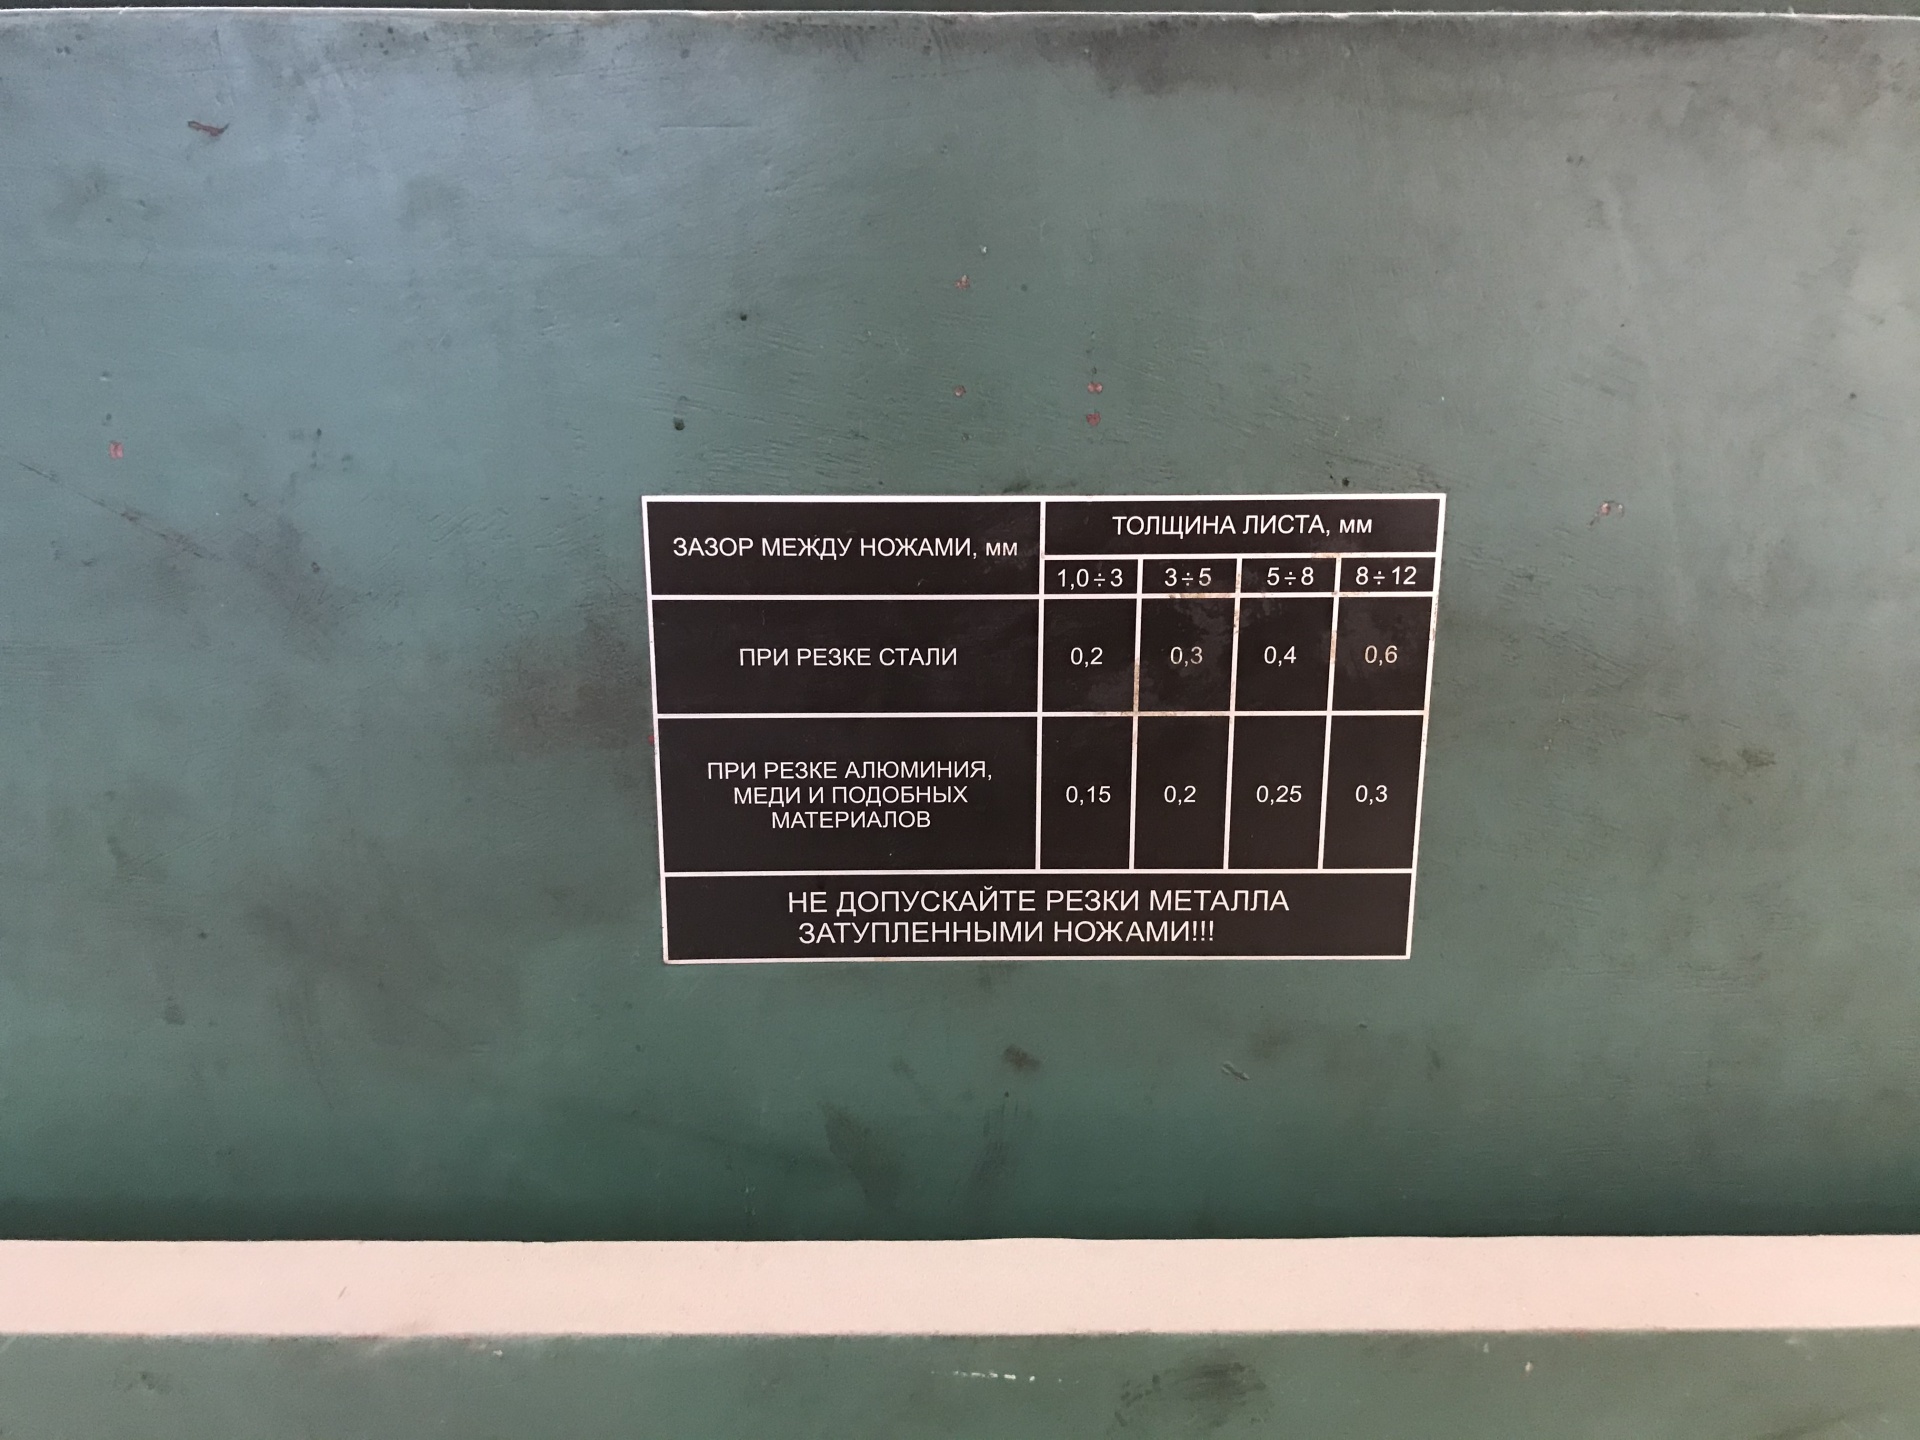 ЗАЗОР МЕЖДУ НОЖАМИ, мм
ТОЛЩИНА ЛИСТА, мм
1,0÷3 3÷5 5÷8 8÷12
ПРИ РЕЗКЕ СТАЛИ 0,2 0,3 0,4 0,6
ПРИ РЕЗКЕ АЛЮМИНИЯ,
МЕДИ И ПОДОБНЫХ
МАТЕРИАЛОВ
0,15 0,2 0,25 0,3
НЕ ДОПУСКАЙТЕ РЕЗКИ МЕТАЛЛА
ЗАТУПЛЕННЫМИ НОЖАМИ!!!